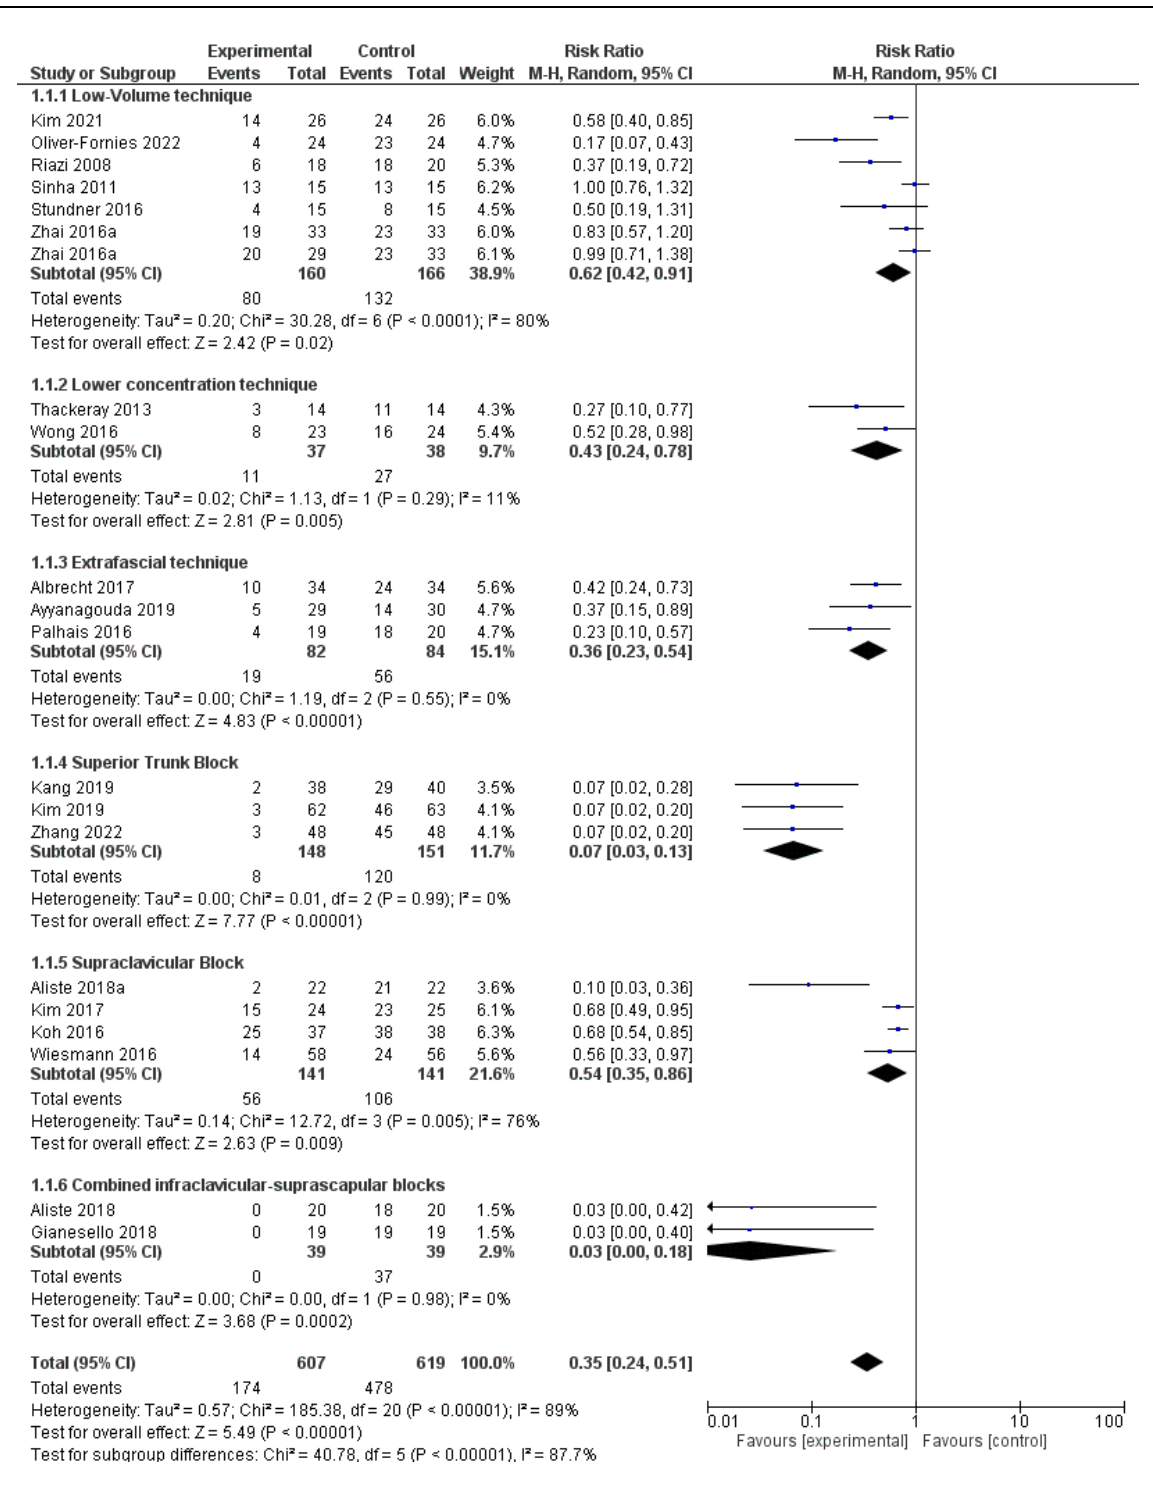 Experimental Control Risk Ratio Risk Ratio
Study or Subgroup Events Total Events Total Weight M-H, Random, 95% CI M-H, Random, 95% CI
1.1.1 Low-Volume technique
Kim 2021 14 26 24 26 6.0% 0.58 [0.40, 0.85]
Oliver-Fornies 2022 4 24 23 24 4.7% 0.17 [0.07, 0.43]
Riazi 2008 6 18 18 20 5.3% 0.37 [0.19, 0.72]
Sinha 2011 13 15 13 15 6.2% 1.00 [0.76, 1.32]
Stundner 2016 4 15 8 15 4.5% 0.50 [0.19, 1.31]
Zhai 2016a 19 33 23 33 6.0% 0.83 [0.57, 1.20]
Zhai 2016a 20 29 23 33 6.1% 0.99 [0.71, 1.38]
Subtotal (95% CI) 160 166 38.9% 0.62 [0.42, 0.91]
Total events 80 132
Heterogeneity: Tau² = 0.20; Chi² = 30.28, df = 6 (P < 0.0001); I² = 80%
Test for overall effect: Z = 2.42 (P = 0.02)
1.1.2 Lower concentration technique
Thackeray 2013 3 14 11 14 4.3% 0.27 [0.10, 0.77]
Wong 2016 8 23 16 24 5.4% 0.52 [0.28, 0.98]
Subtotal (95% CI) 37 38 9.7% 0.43 [0.24, 0.78]
Total events 11 27
Heterogeneity: Tau² = 0.02; Chi² = 1.13, df = 1 (P = 0.29); I² = 11%
Test for overall effect: Z = 2.81 (P = 0.005)
1.1.3 Extrafascial technique
Albrecht 2017 10 34 24 34 5.6% 0.42 [0.24, 0.73]
Ayyanagouda 2019 5 29 14 30 4.7% 0.37 [0.15, 0.89]
Palhais 2016 4 19 18 20 4.7% 0.23 [0.10, 0.57]
Subtotal (95% CI) 82 84 15.1% 0.36 [0.23, 0.54]
Total events 19 56
Heterogeneity: Tau² = 0.00; Chi² = 1.19, df = 2 (P = 0.55); I² = 0%
Test for overall effect: Z = 4.83 (P < 0.00001)
1.1.4 Superior Trunk Block
Kang 2019 2 38 29 40 3.5% 0.07 [0.02, 0.28]
Kim 2019 3 62 46 63 4.1% 0.07 [0.02, 0.20]
Zhang 2022 3 48 45 48 4.1% 0.07 [0.02, 0.20]
Subtotal (95% CI) 148 151 11.7% 0.07 [0.03, 0.13]
Total events 8 120
Heterogeneity: Tau² = 0.00; Chi² = 0.01, df = 2 (P = 0.99); I² = 0%
Test for overall effect: Z = 7.77 (P < 0.00001)
1.1.5 Supraclavicular Block
Aliste 2018a 2 22 21 22 3.6% 0.10 [0.03, 0.36]
Kim 2017 15 24 23 25 6.1% 0.68 [0.49, 0.95]
Koh 2016 25 37 38 38 6.3% 0.68 [0.54, 0.85]
Wiesmann 2016 14 58 24 56 5.6% 0.56 [0.33, 0.97]
Subtotal (95% CI) 141 141 21.6% 0.54 [0.35, 0.86]
Total events 56 106
Heterogeneity: Tau² = 0.14; Chi² = 12.72, df = 3 (P = 0.005); I² = 76%
Test for overall effect: Z = 2.63 (P = 0.009)
1.1.6 Combined infraclavicular-suprascapular blocks
Aliste 2018 0 20 18 20 1.5% 0.03 [0.00, 0.42]
Gianesello 2018 0 19 19 19 1.5% 0.03 [0.00, 0.40]
Subtotal (95% CI) 39 39 2.9% 0.03 [0.00, 0.18]
Total events 0 37
Heterogeneity: Tau² = 0.00; Chi² = 0.00, df = 1 (P = 0.98); I² = 0%
Test for overall effect: Z = 3.68 (P = 0.0002)
Total (95% CI) 607 619 100.0% 0.35 [0.24, 0.51]
Total events 174 478
Heterogeneity: Tau² = 0.57; Chi² = 185.38, df = 20 (P < 0.00001); I² = 89%
Test for overall effect: Z = 5.49 (P < 0.00001)
Test for subgroup differences: Chi² = 40.78, df = 5 (P < 0.00001), I² = 87.7%
0.01 0.1 1 10 100
Favours [experimental] Favours [control]